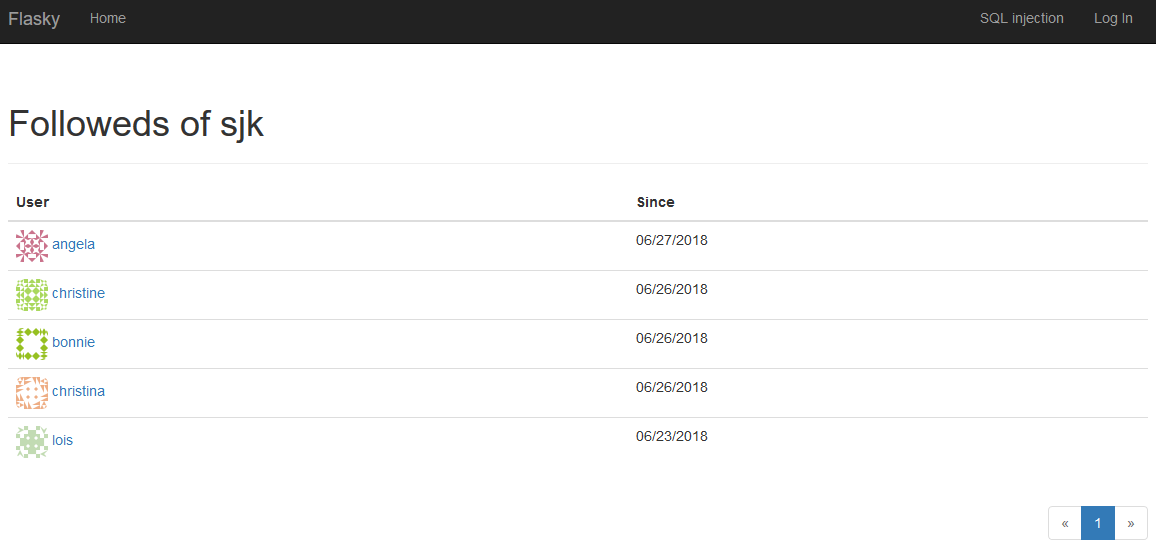 Flasky Home SQL injection Log In
Followeds of sjk
User Since
angela 06/27/2018
christine 06/26/2018
bonnie 06/26/2018
christina 06/26/2018
lois 06/23/2018
« 1 »